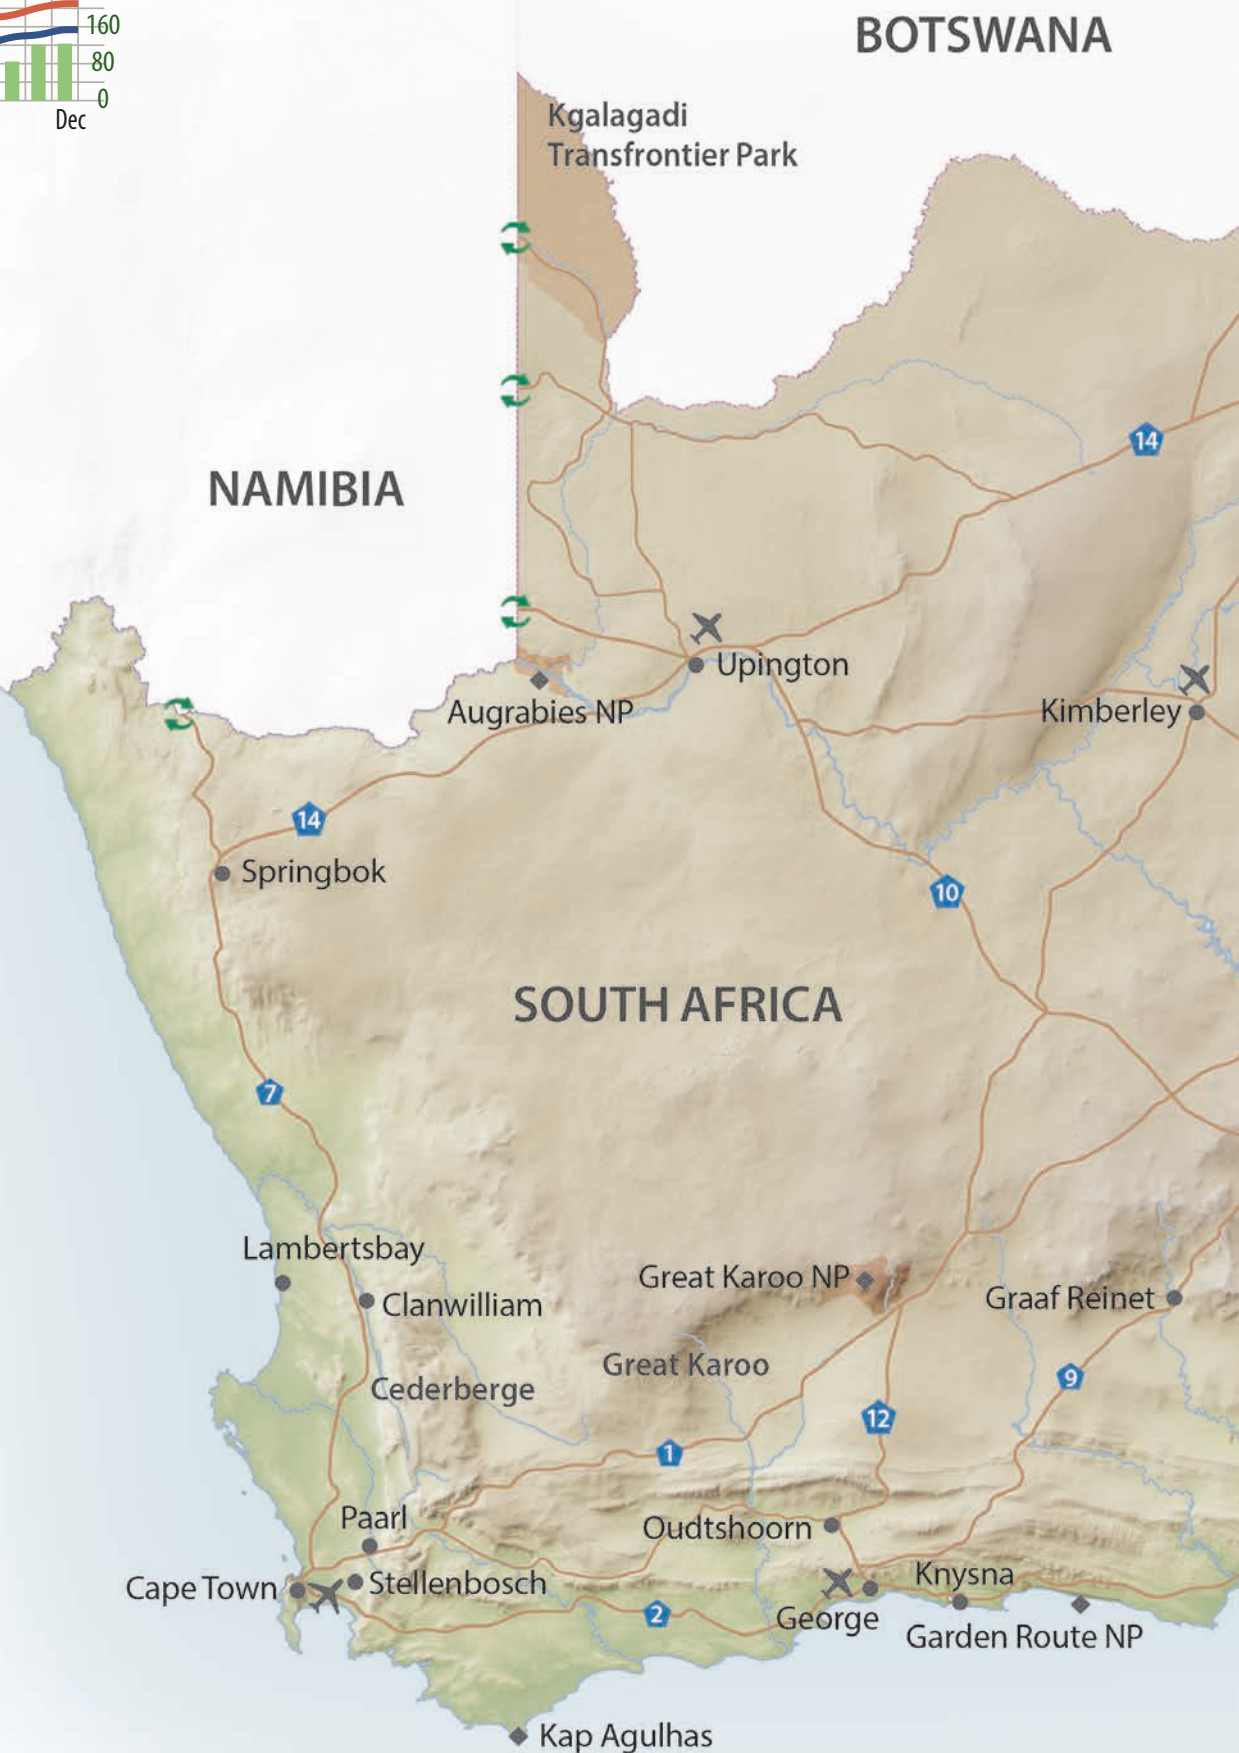 160
80
0
Dec
BOTSWANA
Kgalagadi
Transfrontier Park
14
NAMIBIA
Upington
Augrabies NP
Kimberley
14
Springbok
10
SOUTH AFRICA
7
Lambertsbay
Clanwilliam
Great Karoo NP
Graaf Reinet
Great Karoo
Cederberge
9
12
1
Paarl
Oudtshoorn
Cape Town
Stellenbosch
Knysna
2
George
Garden Route NP
Kap Agulhas